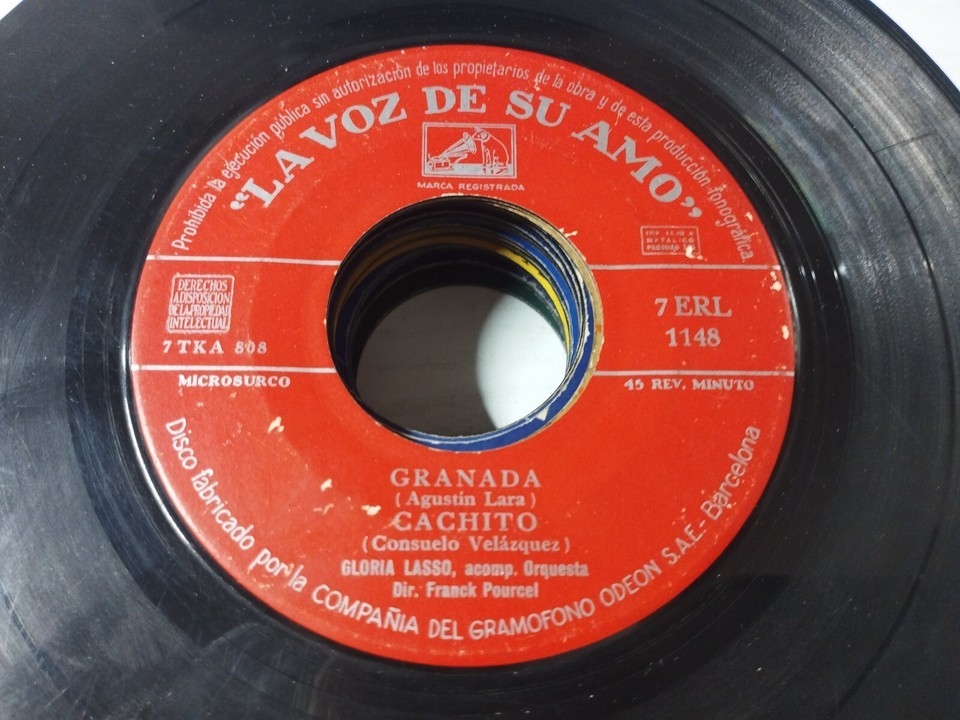 Prohibida la ejecución pública sin autorización de los propietarios de la obra y de esta producción fonográfica.
"LA VOZ DE SU AMO"
MARCA REGISTRADA
DERECHOS
A DISPOSICION
DE LA PROPIEDAD
INTELECTUAL
7 TKA 808
7 ERL
1148
MICROSURCO
45 REV. MINUTO
GRANADA
(Agustín Lara)
CACHITO
(Consuelo Velázquez)
GLORIA LASSO, acomp. Orquesta
Dir. Franck Pourcel
Disco fabricado por la COMPAÑIA DEL GRAMOFONO ODEON S.A.E. - Barcelona